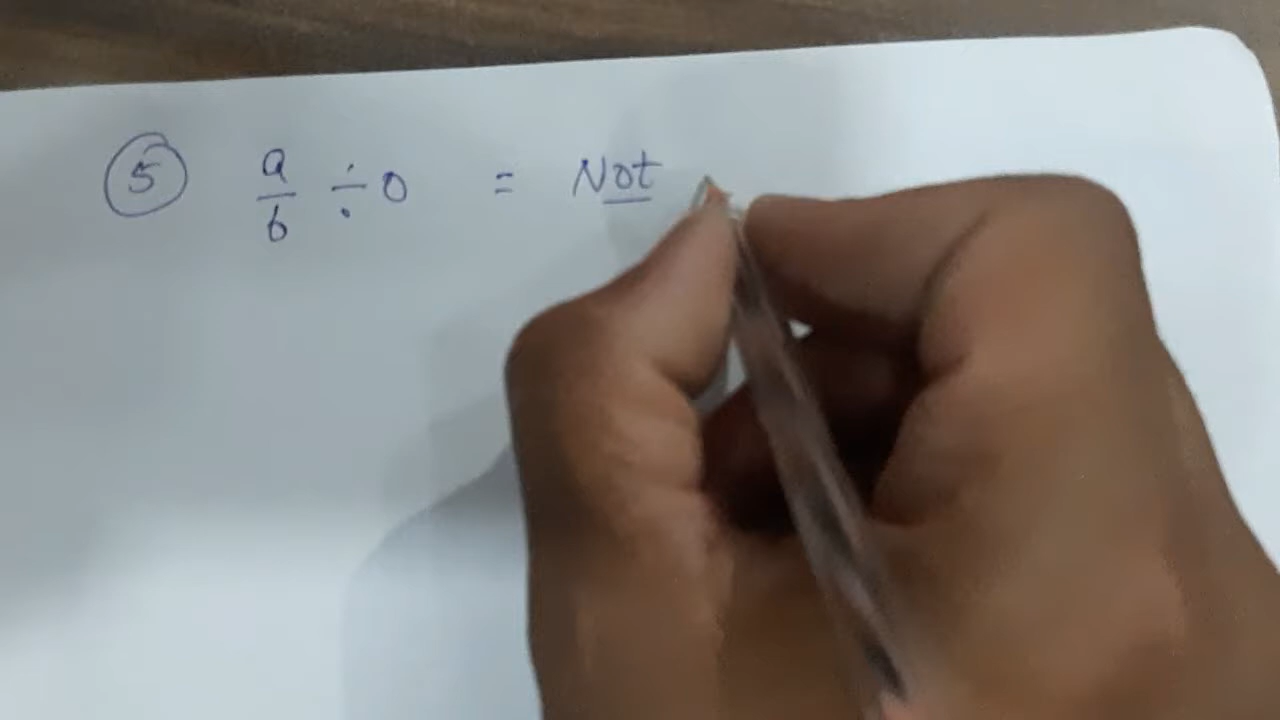 ⑤ a/b ÷ 0 = Not